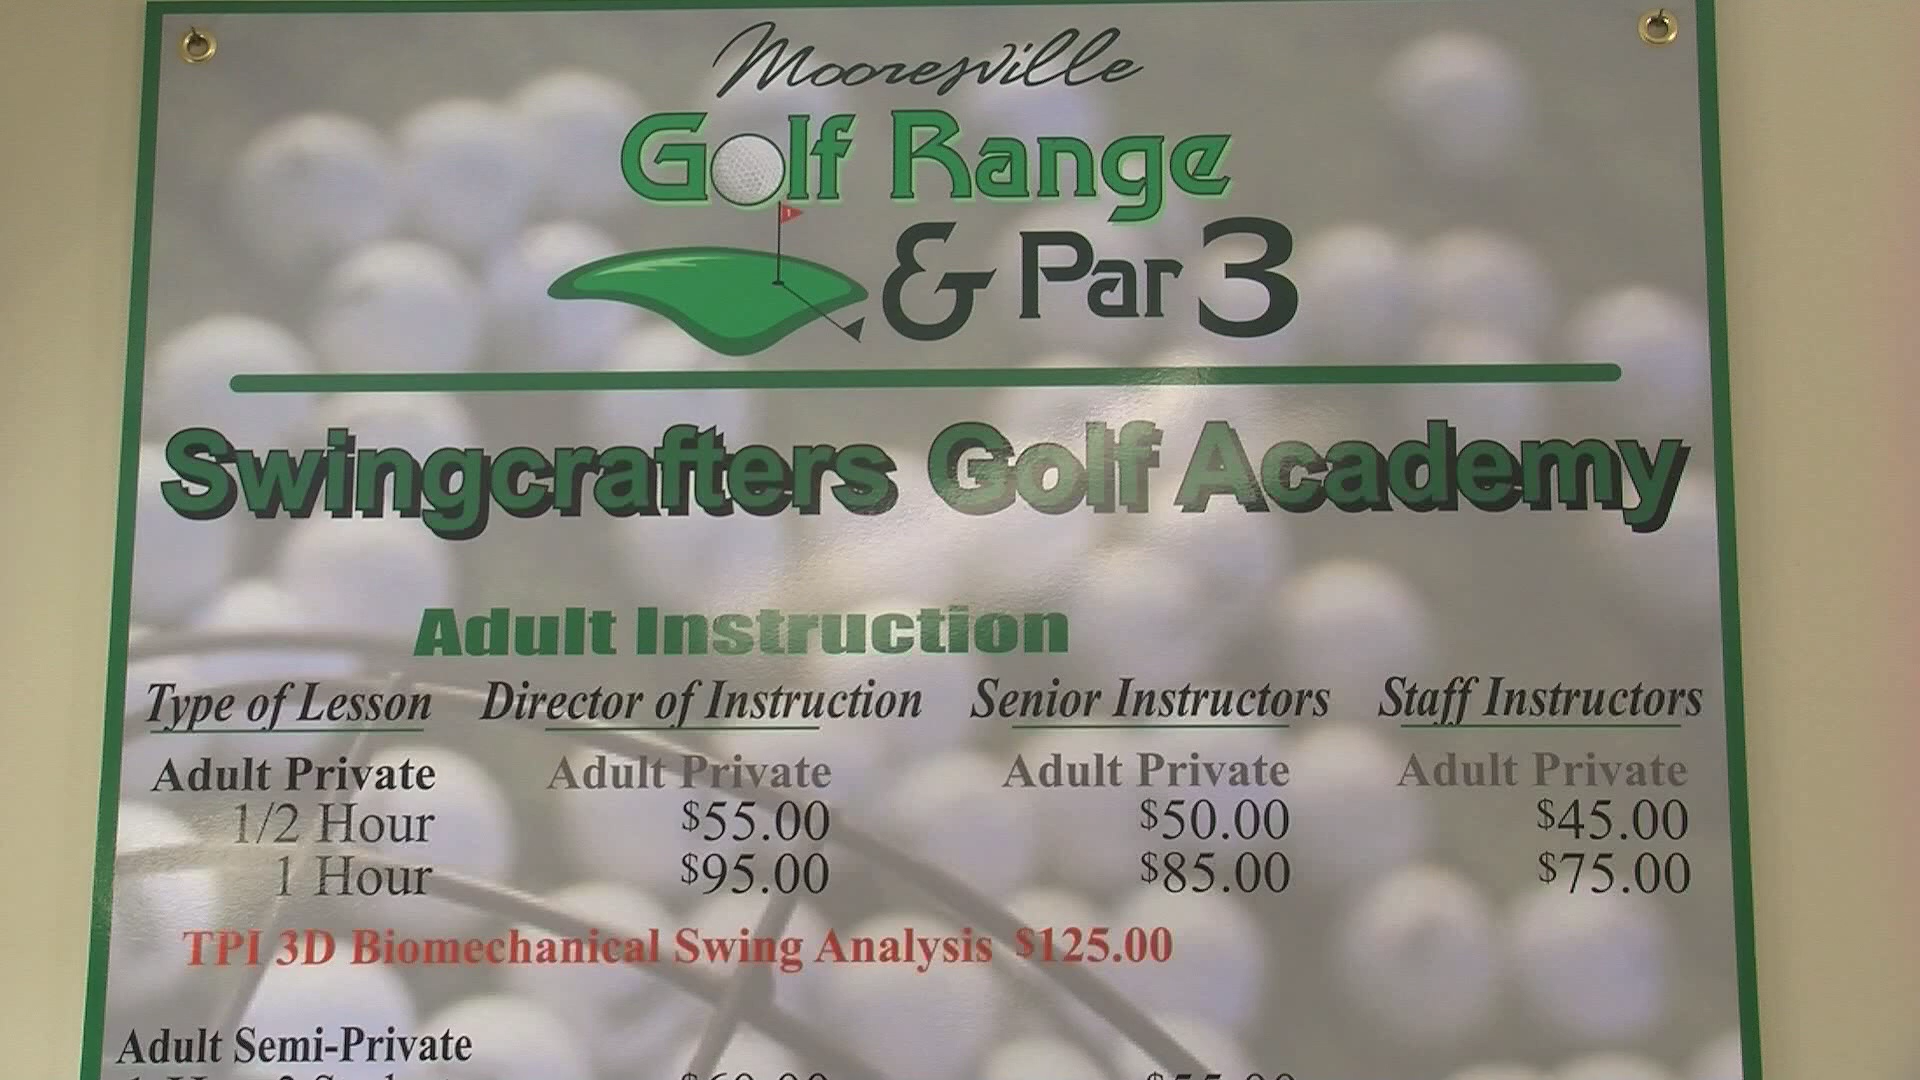 Mooresville
Golf Range
1
& Par 3
Swingcrafters Golf Academy
Adult Instruction
Type of Lesson Director of Instruction Senior Instructors Staff Instructors
Adult Private Adult Private Adult Private Adult Private
1/2 Hour $55.00 $50.00 $45.00
1 Hour $95.00 $85.00 $75.00
TPI 3D Biomechanical Swing Analysis $125.00
Adult Semi-Private